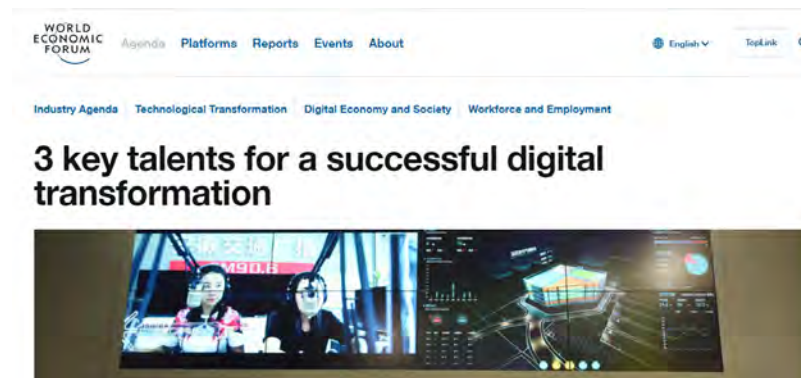 WORLD
ECONOMIC
FORUM
Agenda Platforms Reports Events About
English
TopLink
Industry Agenda Technological Transformation Digital Economy and Society Workforce and Employment
3 key talents for a successful digital
transformation
FM90.6